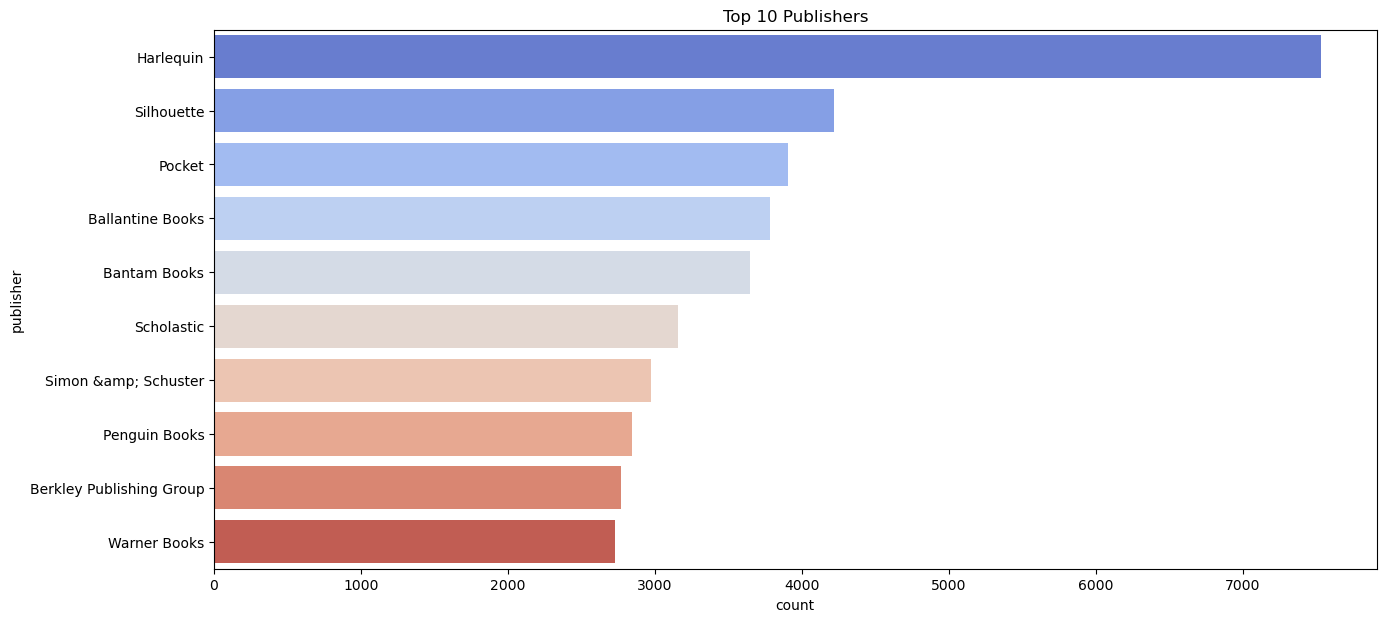 Top 10 Publishers
publisher
Harlequin
Silhouette
Pocket
Ballantine Books
Bantam Books
Scholastic
Simon &amp; Schuster
Penguin Books
Berkley Publishing Group
Warner Books
0 1000 2000 3000 4000 5000 6000 7000
count